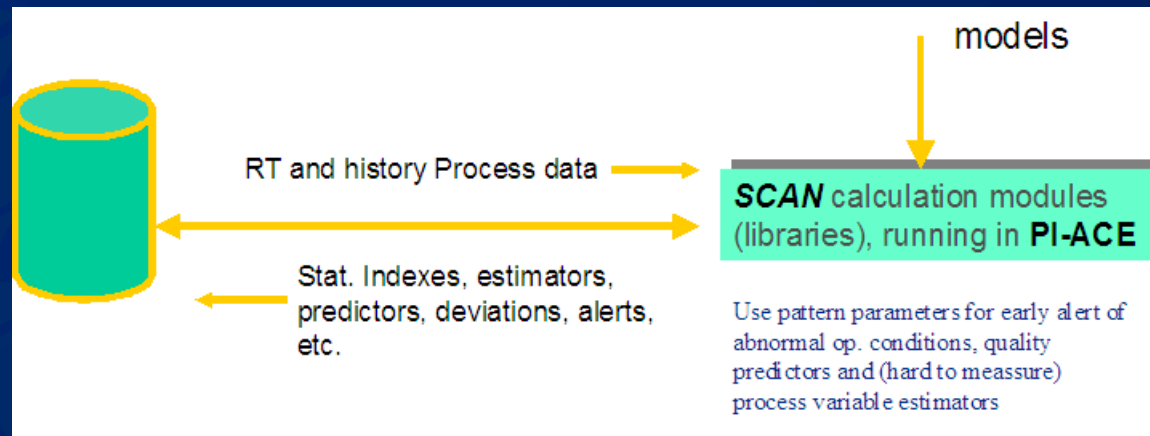 models
RT and history Process data
SCAN calculation modules
(libraries), running in PI-ACE
Stat. Indexes, estimators,
predictors, deviations, alerts,
etc.
Use pattern parameters for early alert of
abnormal op. conditions, quality
predictors and (hard to meassure)
process variable estimators